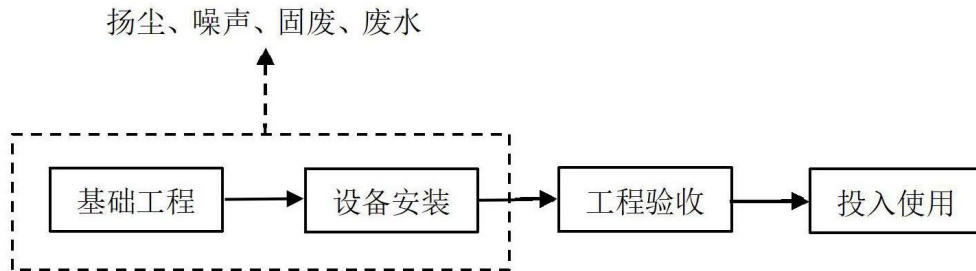 扬尘、噪声、固废、废水
基础工程
设备安装
工程验收
投入使用